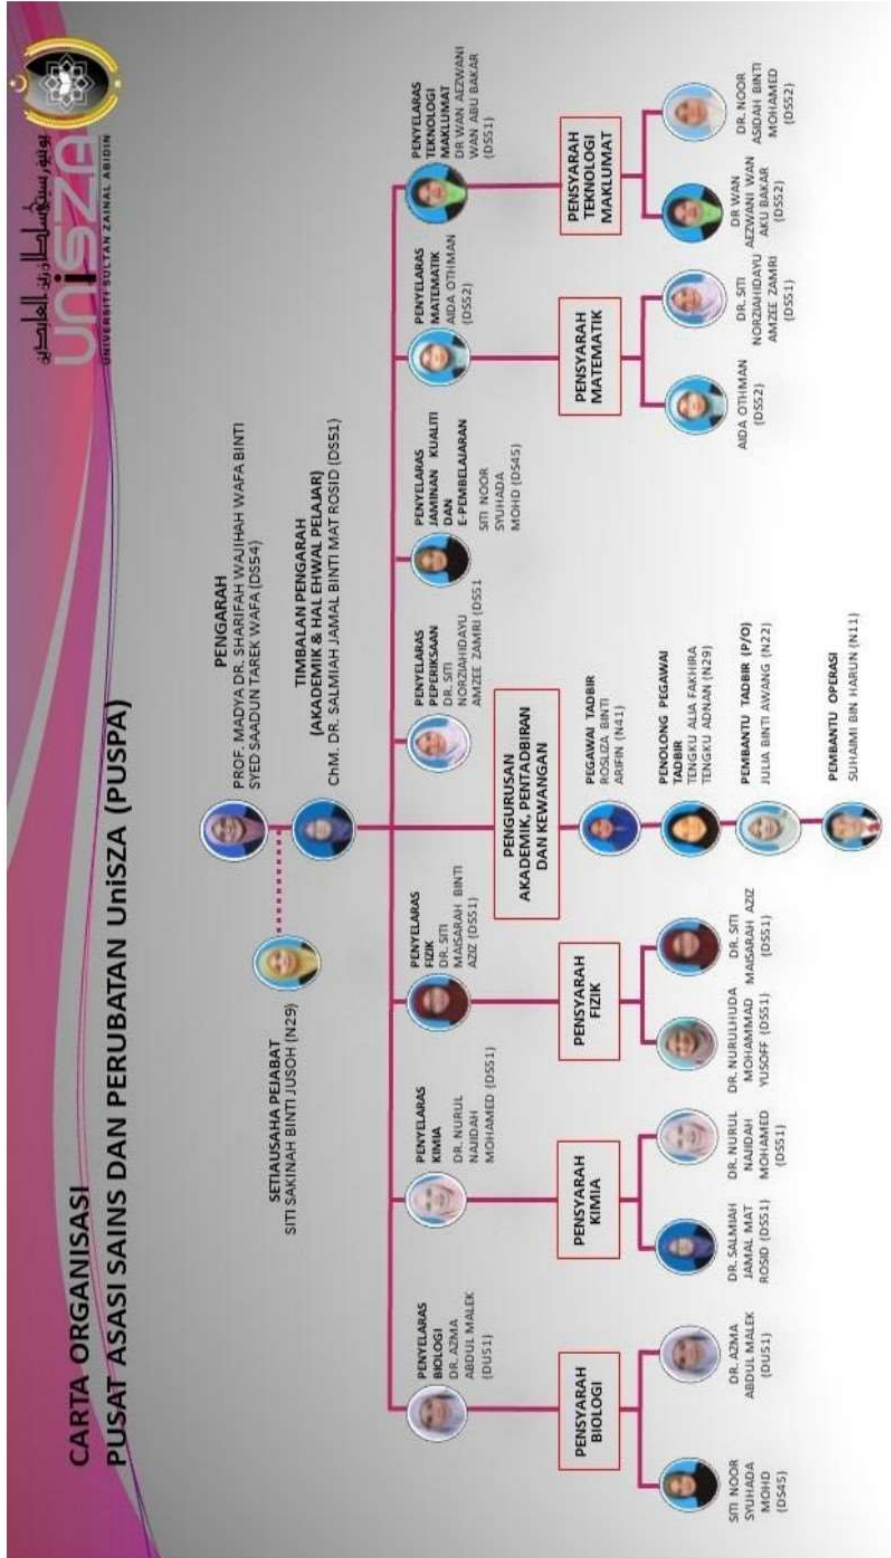 CARTA ORGANISASI
PUSAT ASASI SAINS DAN PERUBATAN UniSZA (PUSPA)
UniSZA
UNIVERSITI SULTAN ZAINAL ABIDIN
PENGARAH
PROF. MADYA DR. SHARIFAH WAJIHAH WAFA BINTI
SYED SAADUN TAREK WAFA (DS54)
SETIAUSAHA PEJABAT
SITI SAKINAH BINTI JUSOH (N29)
TIMBALAN PENGARAH
(AKADEMIK & HAL EHWAL PELAJAR)
ChM. DR. SALMIAH JAMAL BINTI MAT ROSID (DS51)
PENYELARAS
BIOLOGI
DR. AZMA
ABDUL MALEK
(DU51)
PENYELARAS
KIMIA
DR. NURUL
NAJIDAH
MOHAMED (DS51)
PENYELARAS
FIZIK
DR. SITI
MAISARAH BINTI
AZIZ (DS51)
PENYELARAS
PEPERIKSAAN
DR. SITI
NORZIAHIDAYU
AMZEE ZAMRI (DS51
PENYELARAS
JAMINAN KUALITI
DAN
E-PEMBELAJARAN
SITI NOOR
SYUHADA
MOHD (DS45)
PENYELARAS
MATEMATIK
AIDA OTHMAN
(DS52)
PENYELARAS
TEKNOLOGI
MAKLUMAT
DR WAN AEZWANI
WAN ABU BAKAR
(DS51)
PENSYARAH
BIOLOGI
PENSYARAH
KIMIA
PENSYARAH
FIZIK
PENGURUSAN
AKADEMIK, PENTADBIRAN
DAN KEWANGAN
PENSYARAH
MATEMATIK
PENSYARAH
TEKNOLOGI
MAKLUMAT
SITI NOOR
SYUHADA
MOHD
(DS45)
DR. AZMA
ABDUL MALEK
(DU51)
DR. SALMIAH
JAMAL MAT
ROSID (DS51)
DR. NURUL
NAJIDAH
MOHAMED
(DS51)
DR. NURULHUDA
MOHAMMAD
YUSOFF (DS51)
DR. SITI
MAISARAH AZIZ
(DS51)
PEGAWAI TADBIR
ROSLIZA BINTI
ARIFIN (N41)
PENOLONG PEGAWAI
TADBIR
TENGKU ALIA FAKHIRA
TENGKU ADNAN (N29)
PEMBANTU TADBIR (P/O)
JULIA BINTI AWANG (N22)
PEMBANTU OPERASI
SUHAIMI BIN HARUN (N11)
AIDA OTHMAN
(DS52)
DR. SITI
NORZIAHIDAYU
AMZEE ZAMRI
(DS51)
DR WAN
AEZWANI WAN
AKU BAKAR
(DS52)
DR. NOOR
ASIDAH BINTI
MOHAMED
(DS52)